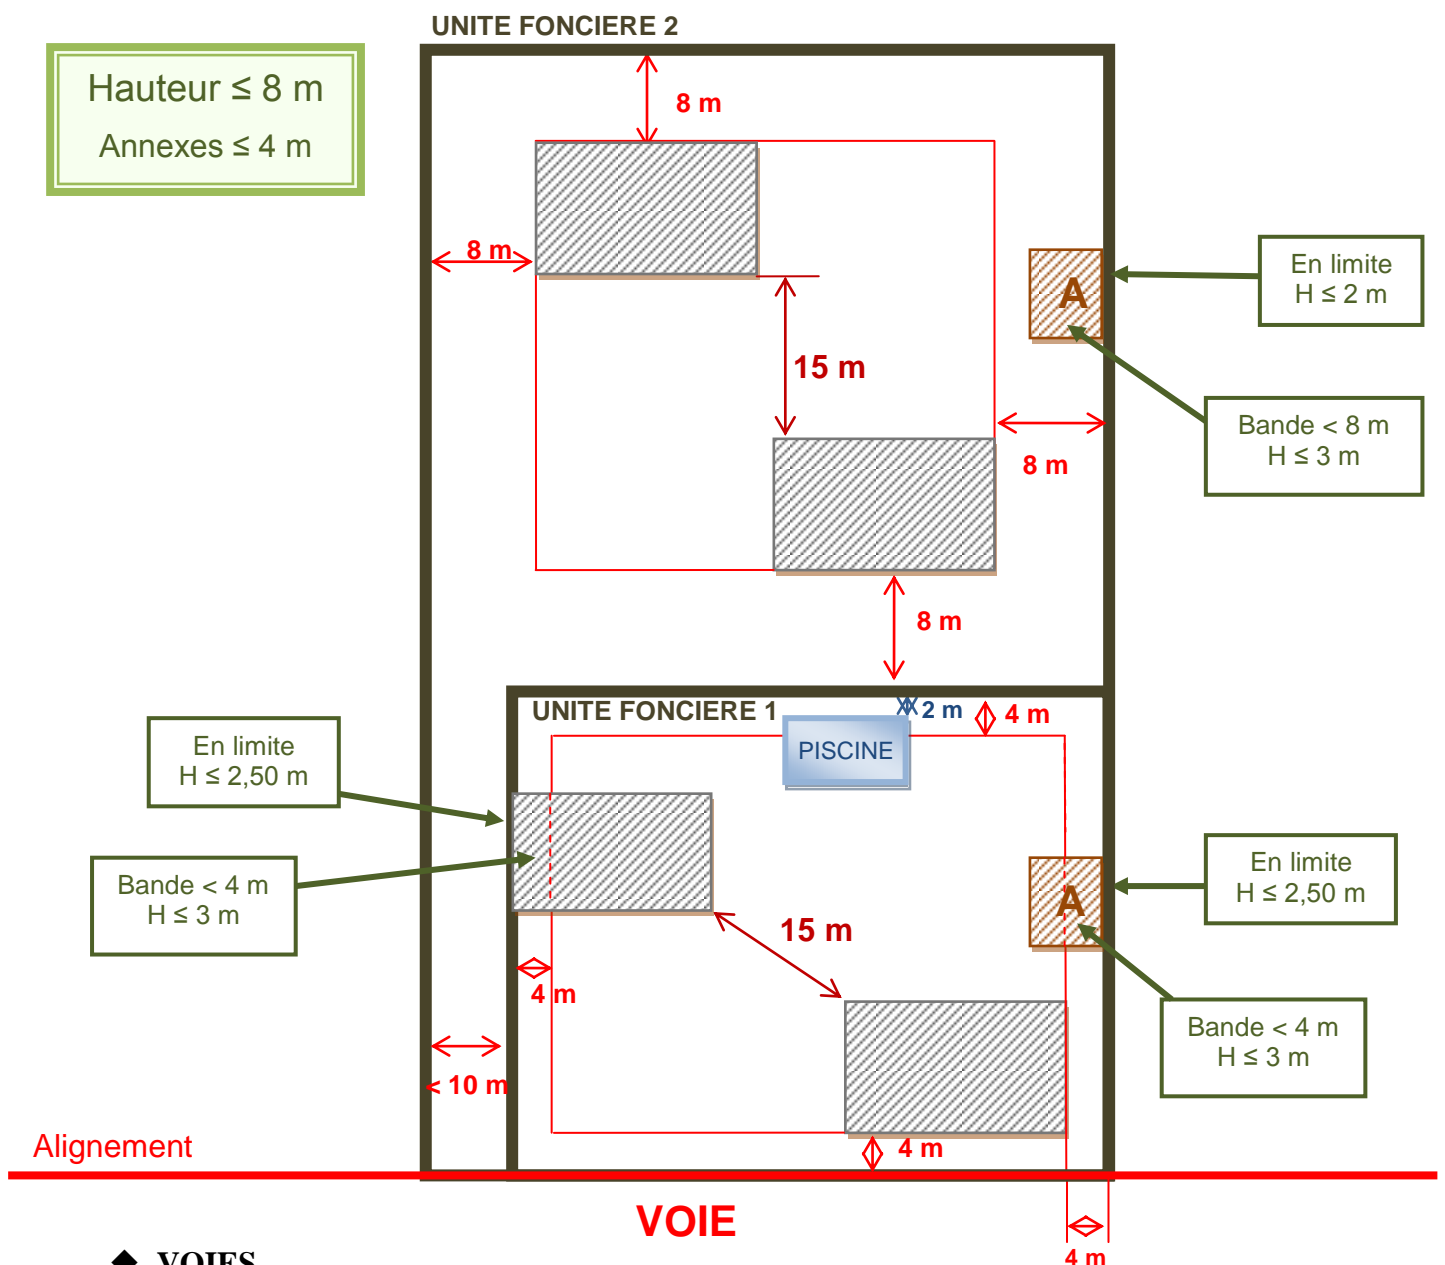 UNITE FONCIERE 2
Hauteur ≤ 8 m
Annexes ≤ 4 m
8 m
8 m
A
En limite
H ≤ 2 m
15 m
Bande < 8 m
H ≤ 3 m
8 m
8 m
UNITE FONCIERE 1
2 m
4 m
PISCINE
En limite
H ≤ 2,50 m
Bande < 4 m
H ≤ 3 m
A
En limite
H ≤ 2,50 m
15 m
4 m
Bande < 4 m
H ≤ 3 m
< 10 m
4 m
Alignement
VOIE
4 m
◆ VOIES